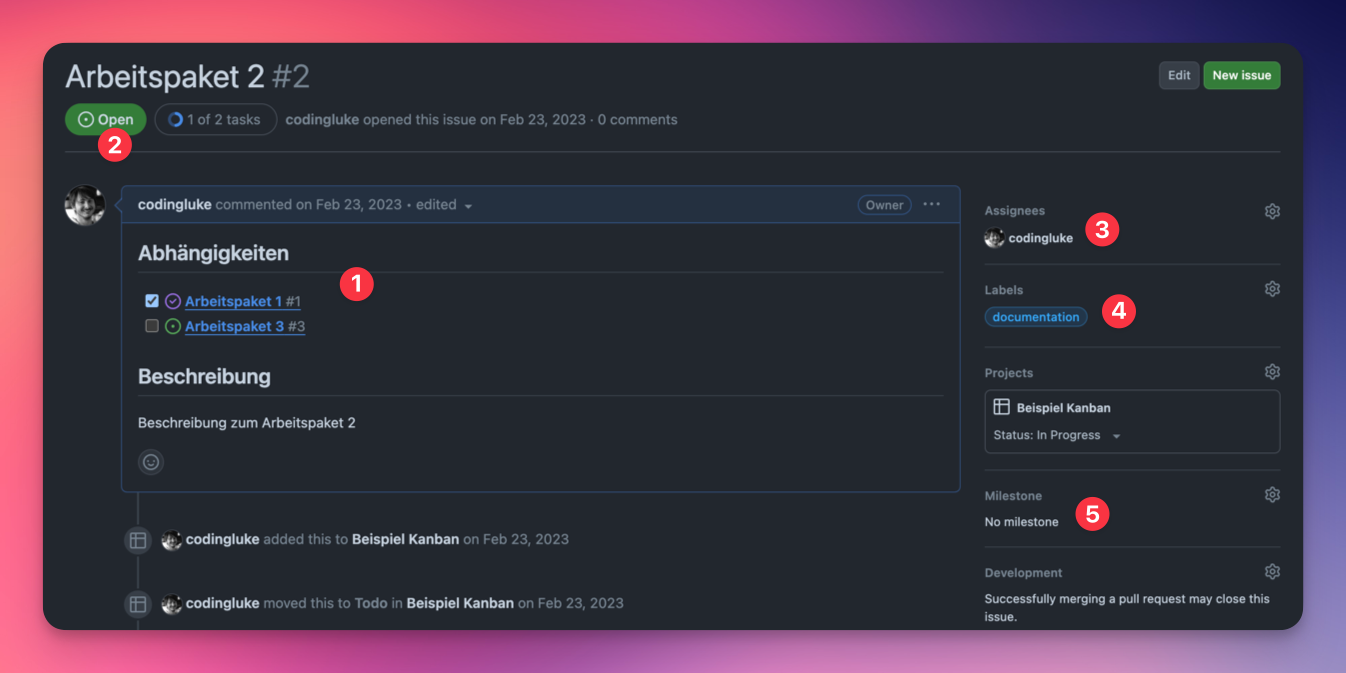 Arbeitspaket 2 #2
Edit
New issue
Open
1 of 2 tasks
codingluke opened this issue on Feb 23, 2023 · 0 comments
2
codingluke commented on Feb 23, 2023 • edited
Owner
Abhängigkeiten
1
Arbeitspaket 1 #1
Arbeitspaket 3 #3
Beschreibung
Beschreibung zum Arbeitspaket 2
codingluke added this to Beispiel Kanban on Feb 23, 2023
codingluke moved this to Todo in Beispiel Kanban on Feb 23, 2023
Assignees
codingluke
3
Labels
documentation
4
Projects
Beispiel Kanban
Status: In Progress
Milestone
No milestone
5
Development
Successfully merging a pull request may close this
issue.